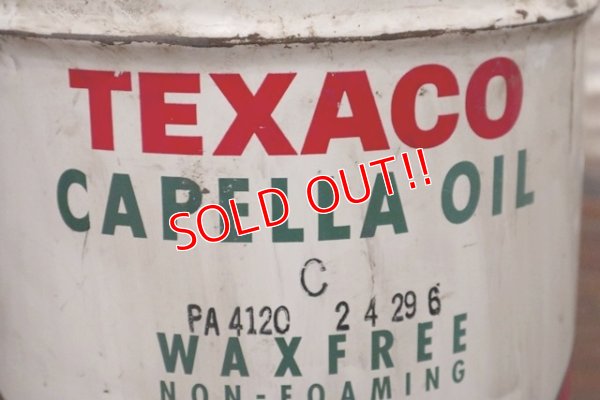 TEXACO
CAPELLA OIL
SOLD OUT!!
C
PA 4120 2 4 29 6
WAXFREE
NON-FOAMING